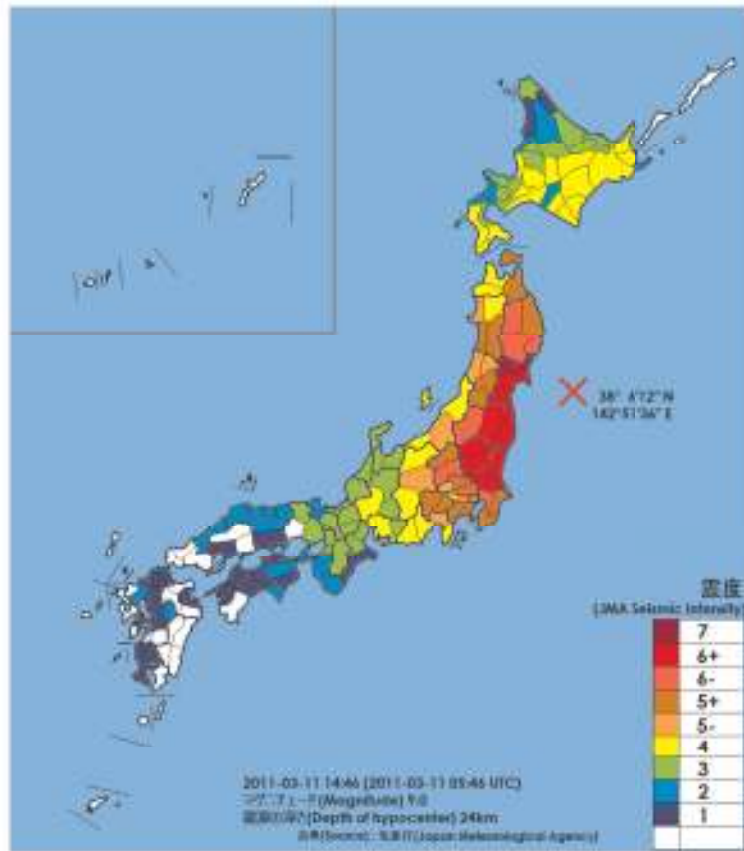 38° 6'12" N
142°51'36" E
震度
(JMA Seismic Intensity)
7
6+
6-
5+
5-
4
3
2
1
2011-03-11 14:46 (2011-03-11 05:46 UTC)
(Magnitude) 9.0
(Depth of hypocenter) 24km
(Source) : (Japan Meteorological Agency)